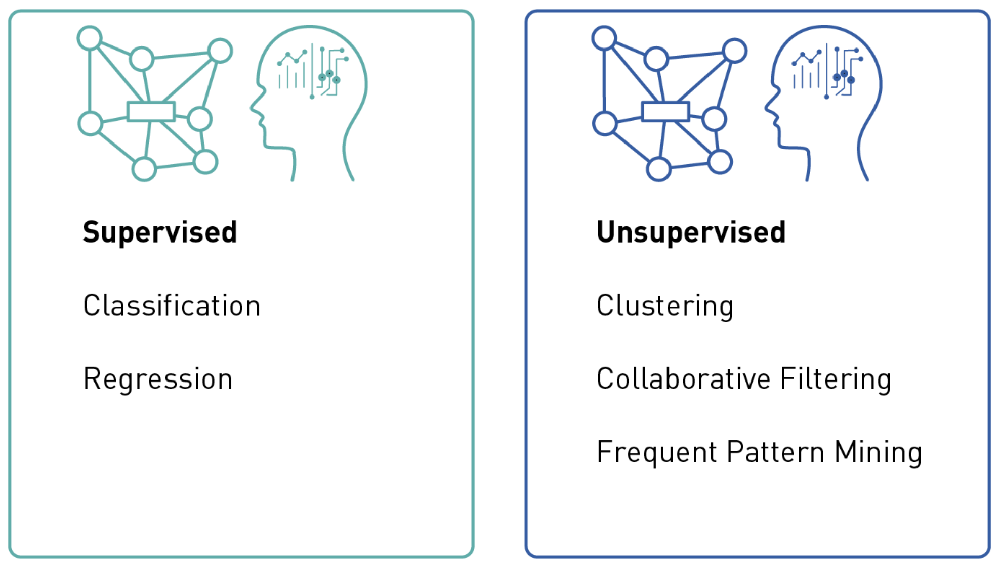 Supervised
Classification
Regression
Unsupervised
Clustering
Collaborative Filtering
Frequent Pattern Mining